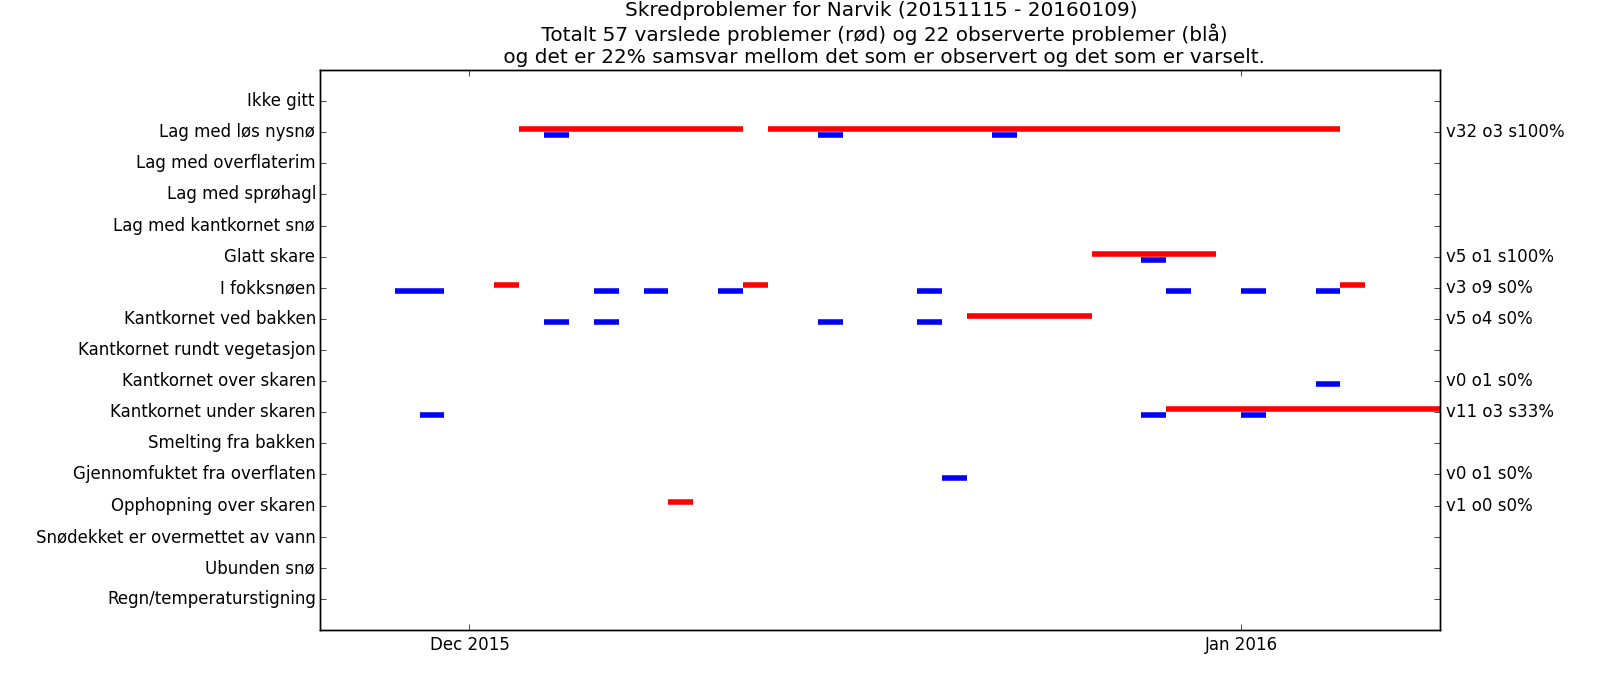 Skredproblemer for Narvik (20151115 - 20160109)
Totalt 57 varslede problemer (rød) og 22 observerte problemer (blå)
og det er 22% samsvar mellom det som er observert og det som er varselt.
Ikke gitt
Lag med løs nysnø v32 o3 s100%
Lag med overflaterim
Lag med sprøhagl
Lag med kantkornet snø
Glatt skare v5 o1 s100%
I fokksnøen v3 o9 s0%
Kantkornet ved bakken v5 o4 s0%
Kantkornet rundt vegetasjon
Kantkornet over skaren v0 o1 s0%
Kantkornet under skaren v11 o3 s33%
Smelting fra bakken
Gjennomfuktet fra overflaten v0 o1 s0%
Opphopning over skaren v1 o0 s0%
Snødekket er overmettet av vann
Ubunden snø
Regn/temperaturstigning
Dec 2015 Jan 2016